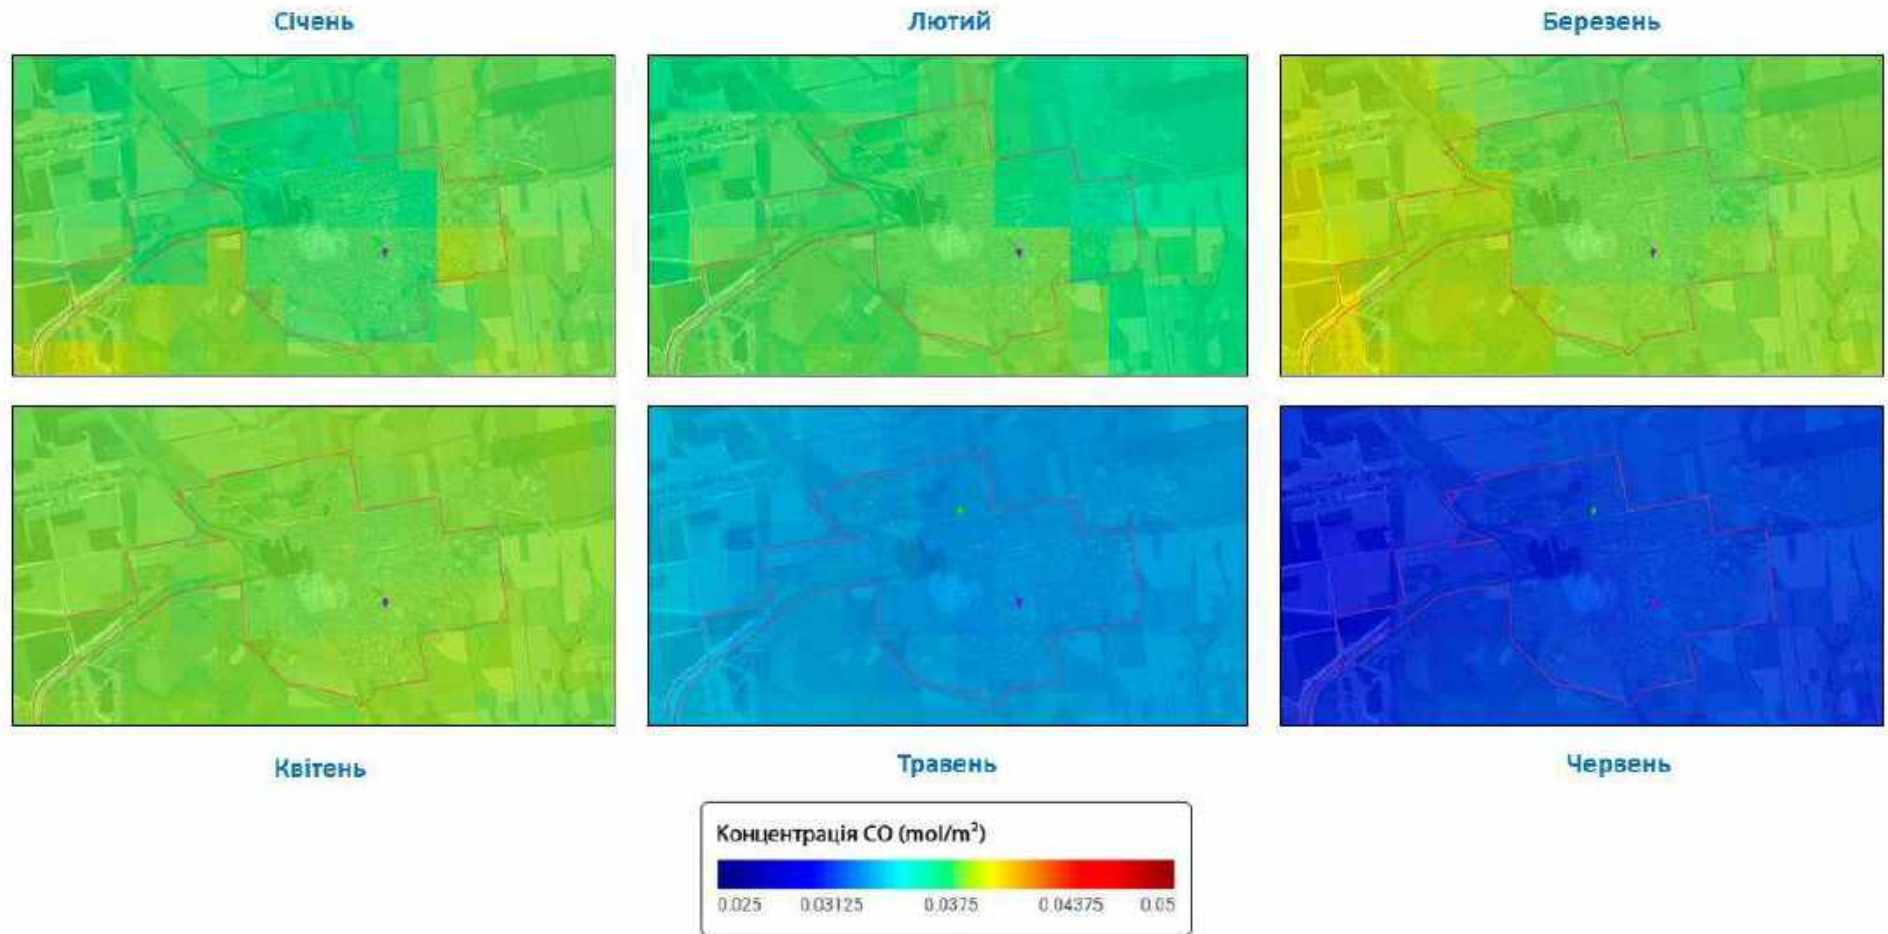 Січень
Лютий
Березень
Квітень
Травень
Червень
Концентрація СО (mol/m²)
0.025 0.03125 0.0375 0.04375 0.05